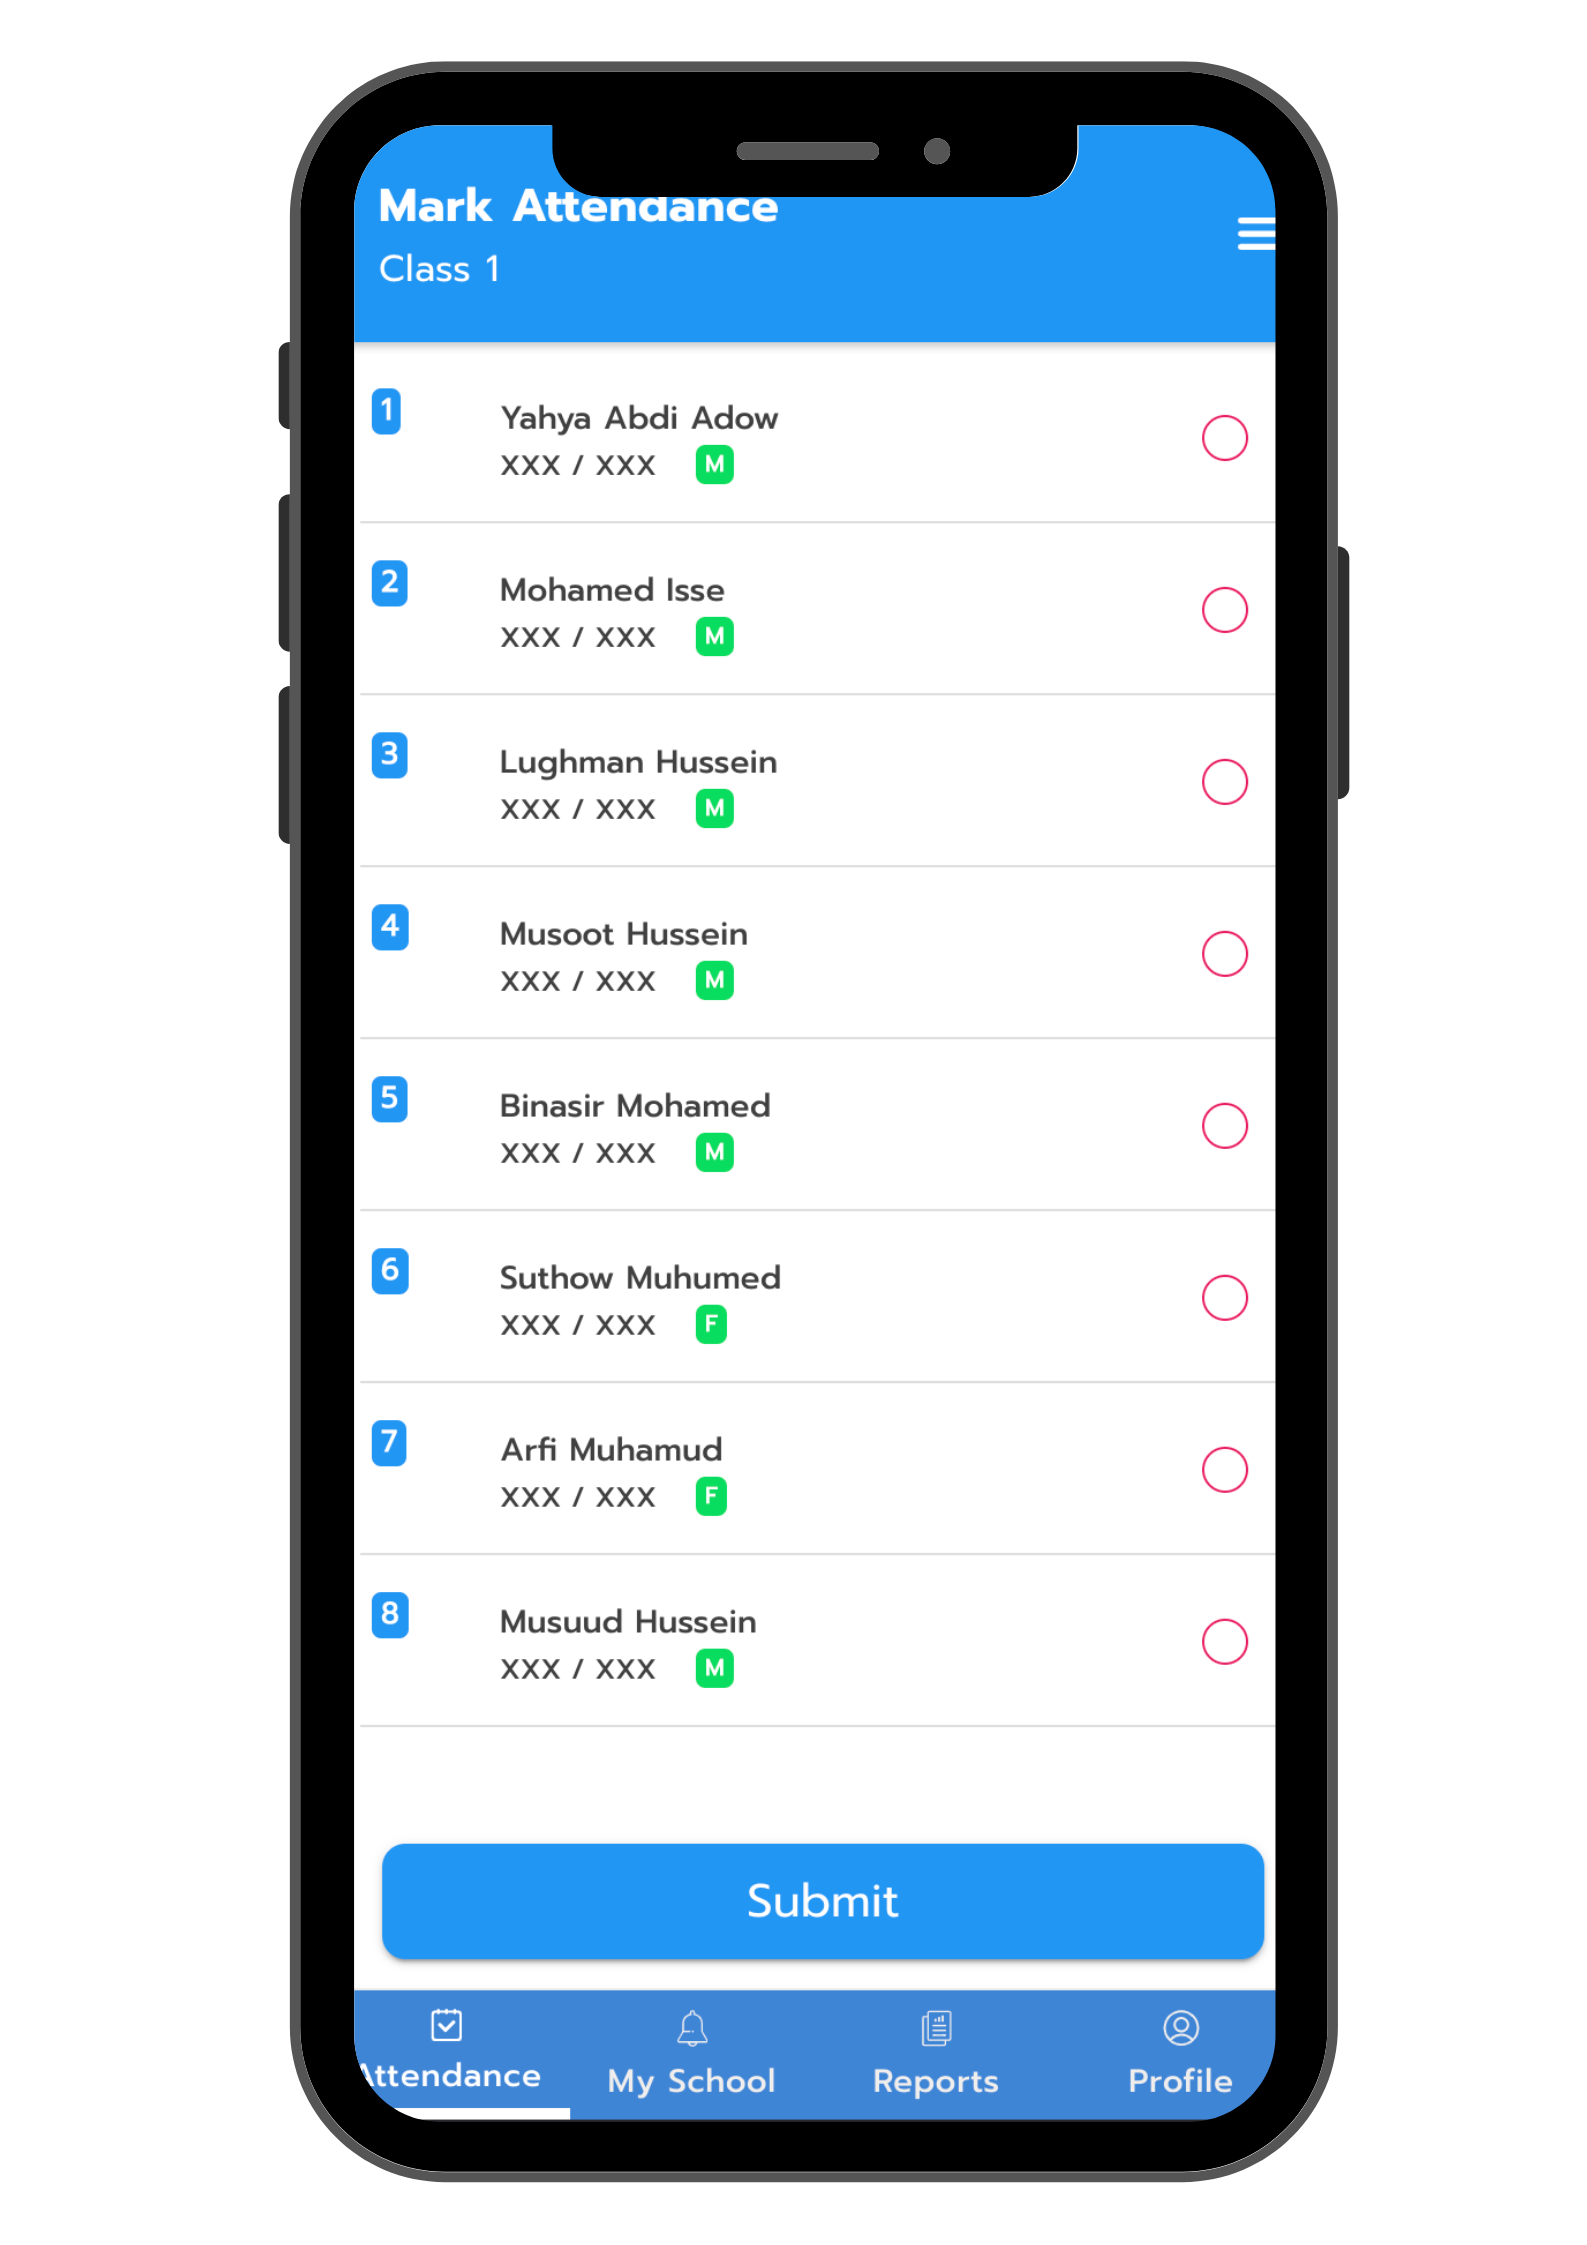 Mark Attendance
Class 1
1
Yahya Abdi Adow
XXX / XXX M
2
Mohamed Isse
XXX / XXX M
3
Lughman Hussein
XXX / XXX M
4
Musoot Hussein
XXX / XXX M
5
Binasir Mohamed
XXX / XXX M
6
Suthow Muhumed
XXX / XXX F
7
Arfi Muhamud
XXX / XXX F
8
Musuud Hussein
XXX / XXX M
Submit
Attendance My School Reports Profile